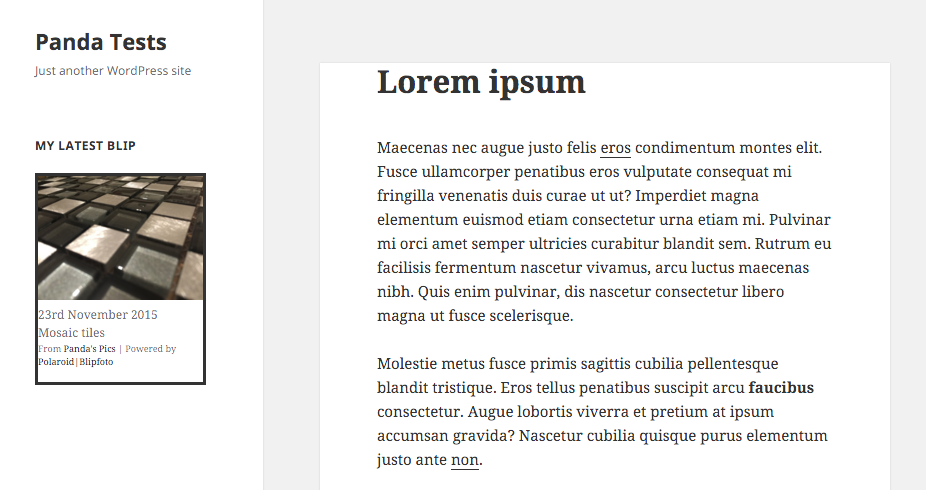 Panda Tests
Just another WordPress site
MY LATEST BLIP
23rd November 2015
Mosaic tiles
From Panda's Pics | Powered by
Polaroid|Blipfoto
Lorem ipsum
Maecenas nec augue justo felis eros condimentum montes elit.
Fusce ullamcorper penatibus eros vulputate consequat mi
fringilla venenatis duis curae ut ut? Imperdiet magna
elementum euismod etiam consectetur urna etiam mi. Pulvinar
mi orci amet semper ultricies curabitur blandit sem. Rutrum eu
facilisis fermentum nascetur vivamus, arcu luctus maecenas
nibh. Quis enim pulvinar, dis nascetur consectetur libero
magna ut fusce scelerisque.
Molestie metus fusce primis sagittis cubilia pellentesque
blandit tristique. Eros tellus penatibus suscipit arcu faucibus
consectetur. Augue lobortis viverra et pretium at ipsum
accumsan gravida? Nascetur cubilia quisque purus elementum
justo ante non.